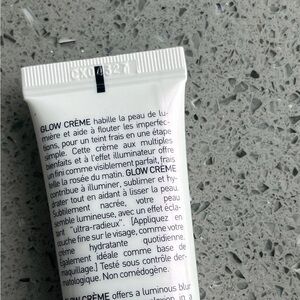 CX04327
GLOW CRÈME habille la peau de lu-
mière et aide à flouter les imperfec-
tions, pour un teint frais en une étape
simple. Cette crème aux multiples
bienfaits et à l'effet illuminateur offre
un fini comme visiblement parfait, frais
telle la rosée du matin. GLOW CRÈME
contribue à illuminer, sublimer et hy-
drater tout en aidant à lisser la peau.
Subtilement nacrée, votre peau
semble lumineuse, avec un effet écla-
tant "ultra-radieux". [Appliquez en
couche fine sur le visage, comme votre
crème hydratante quotidienne.
également idéale comme base de
maquillage.] Testé sous contrôle der-
matologique. Non comédogène.
GLOW CRÈME offers a luminous blur